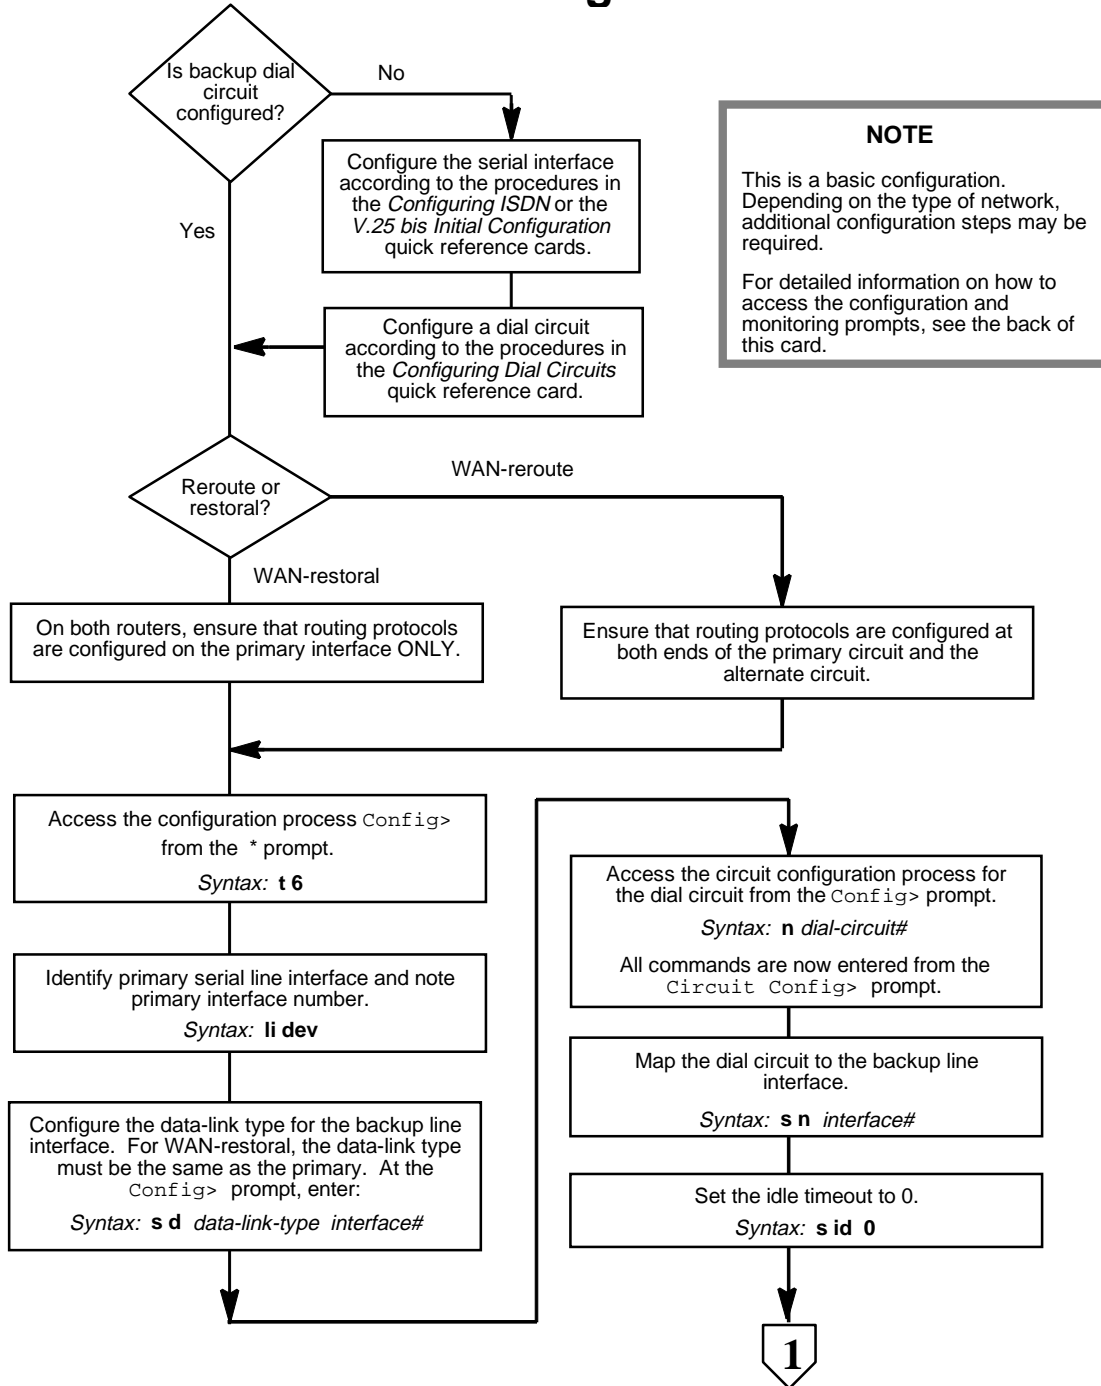 Is backup dial
circuit
configured?
No
Configure the serial interface
according to the procedures in
the Configuring ISDN or the
V.25 bis Initial Configuration
quick reference cards.
Yes
Configure a dial circuit
according to the procedures in
the Configuring Dial Circuits
quick reference card.
NOTE
This is a basic configuration.
Depending on the type of network,
additional configuration steps may be
required.
For detailed information on how to
access the configuration and
monitoring prompts, see the back of
this card.
Reroute or
restoral?
WAN-reroute
WAN-restoral
On both routers, ensure that routing protocols
are configured on the primary interface ONLY.
Ensure that routing protocols are configured at
both ends of the primary circuit and the
alternate circuit.
Access the configuration process Config>
from the * prompt.
Syntax: t 6
Identify primary serial line interface and note
primary interface number.
Syntax: li dev
Configure the data-link type for the backup line
interface. For WAN-restoral, the data-link type
must be the same as the primary. At the
Config> prompt, enter:
Syntax: s d data-link-type interface#
Access the circuit configuration process for
the dial circuit from the Config> prompt.
Syntax: n dial-circuit#
All commands are now entered from the
Circuit Config> prompt.
Map the dial circuit to the backup line
interface.
Syntax: s n interface#
Set the idle timeout to 0.
Syntax: s id 0
1